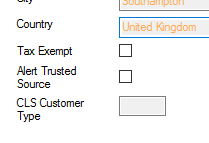 City Southampton
Country United Kingdom
Tax Exempt
Alert Trusted
Source
CLS Customer
Type